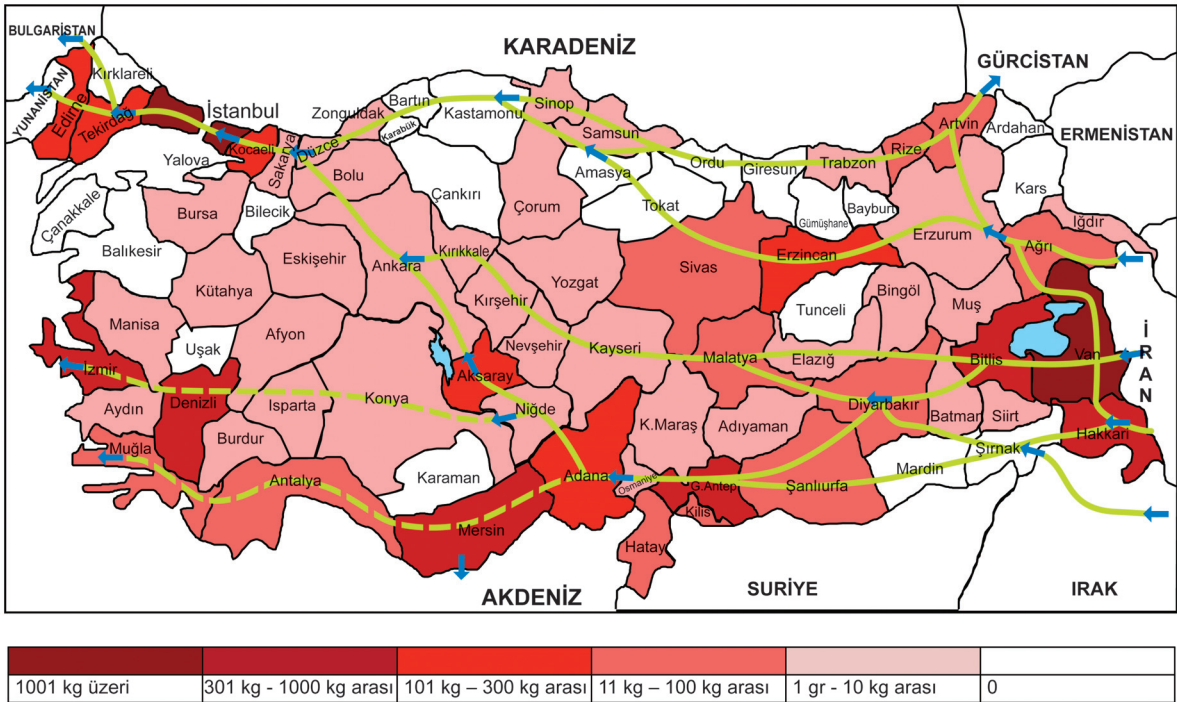 BULGARİSTAN
YUNANİSTAN
KARADENİZ
GÜRCİSTAN
ERMENİSTAN
İRAN
IRAK
SURİYE
AKDENİZ
Kırklareli
Edirne
Tekirdağ
İstanbul
Kocaeli
Yalova
Sakarya
Düzce
Zonguldak
Bartın
Karabük
Kastamonu
Sinop
Samsun
Amasya
Ordu
Giresun
Trabzon
Rize
Artvin
Ardahan
Çanakkale
Balıkesir
Bursa
Bilecik
Bolu
Çankırı
Çorum
Tokat
Gümüşhane
Bayburt
Erzurum
Kars
Iğdır
Ağrı
Kütahya
Eskişehir
Ankara
Kırıkkale
Kırşehir
Yozgat
Sivas
Erzincan
Tunceli
Bingöl
Muş
Manisa
Uşak
Afyon
Nevşehir
Kayseri
Malatya
Elazığ
Bitlis
Van
İzmir
Denizli
Aydın
Isparta
Konya
Aksaray
Niğde
K.Maraş
Adıyaman
Diyarbakır
Batman
Siirt
Hakkari
Şırnak
Mardin
Muğla
Burdur
Antalya
Karaman
Mersin
Adana
Osmaniye
G.Antep
Kilis
Şanlıurfa
Hatay
1001 kg üzeri
301 kg - 1000 kg arası
101 kg – 300 kg arası
11 kg – 100 kg arası
1 gr - 10 kg arası
0